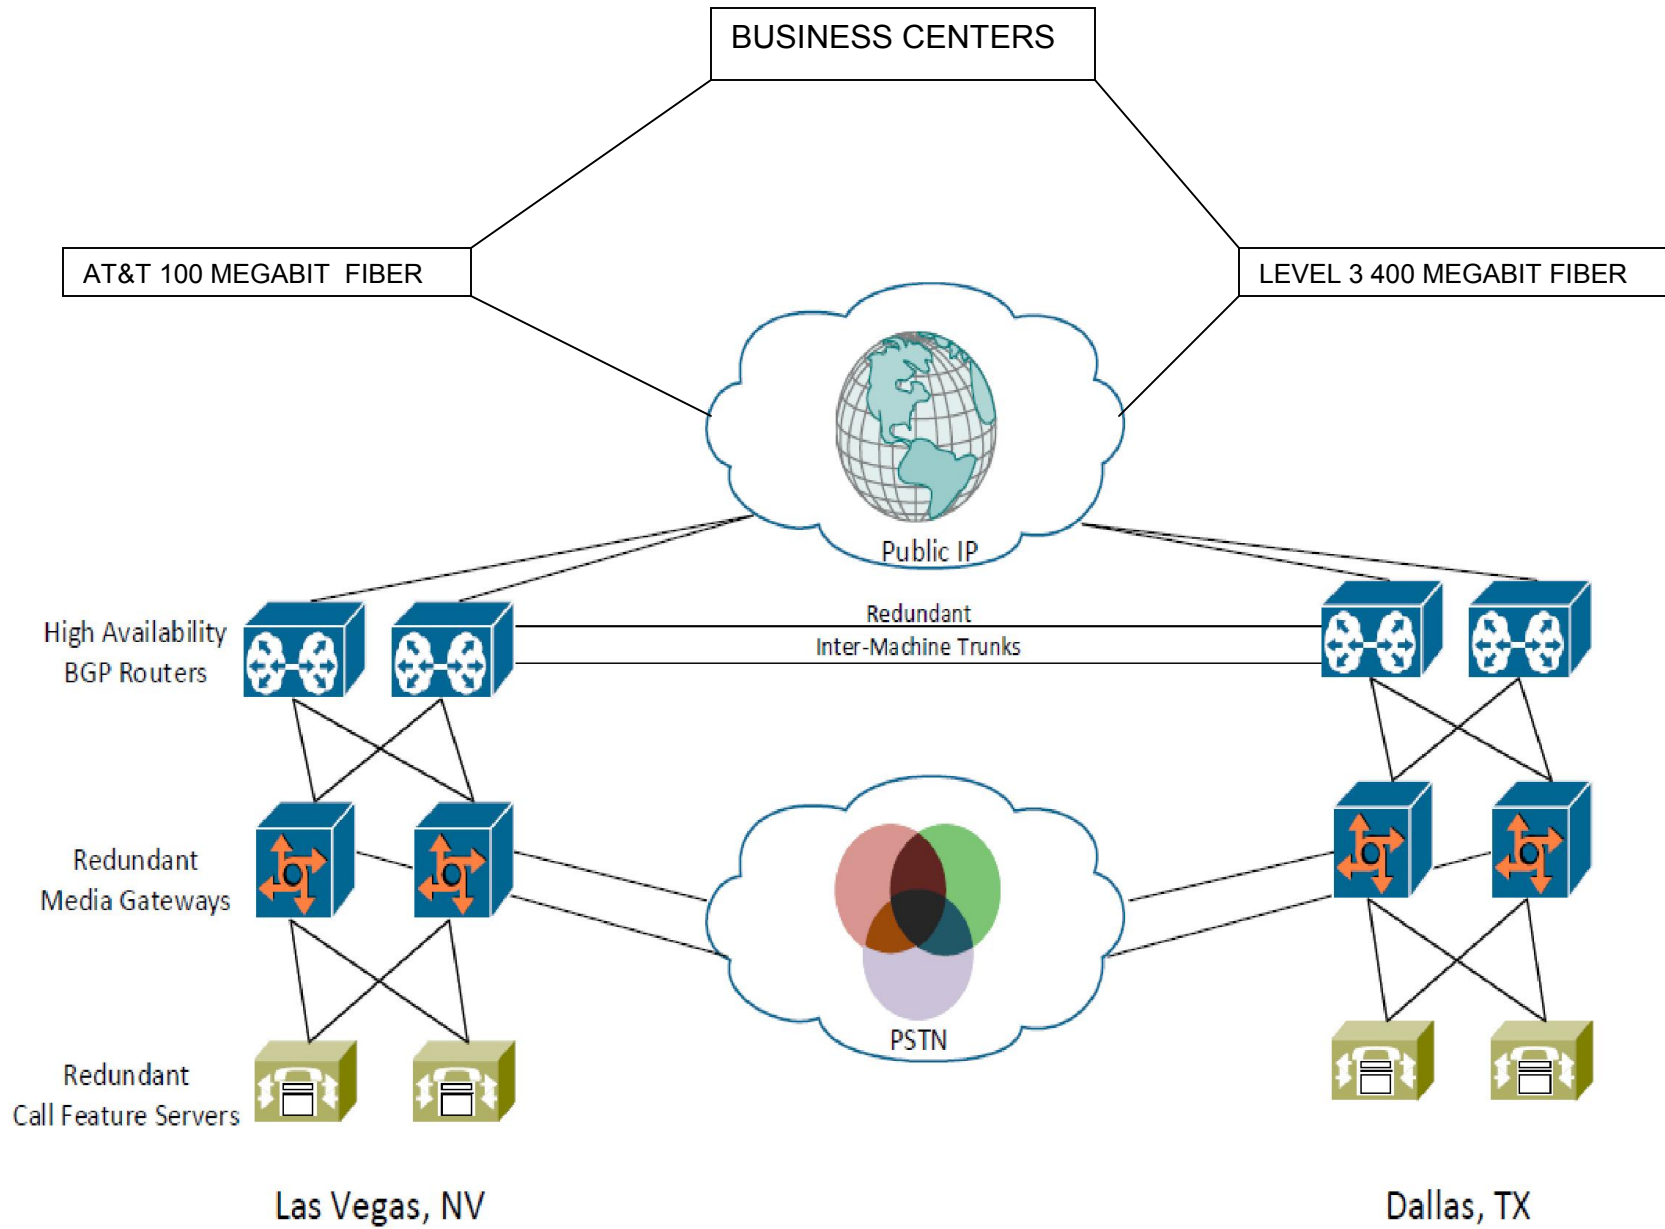 BUSINESS CENTERS
AT&T 100 MEGABIT  FIBER
LEVEL 3 400 MEGABIT FIBER
Public IP
High Availability
BGP Routers
Redundant
Inter-Machine Trunks
Redundant
Media Gateways
PSTN
Redundant
Call Feature Servers
Las Vegas, NV
Dallas, TX